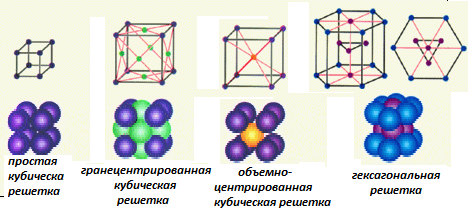 простая
кубическа
решетка
гранецентрированная
кубическая
решетка
объемно-
центрированная
кубическая решетка
гексагональная
решетка